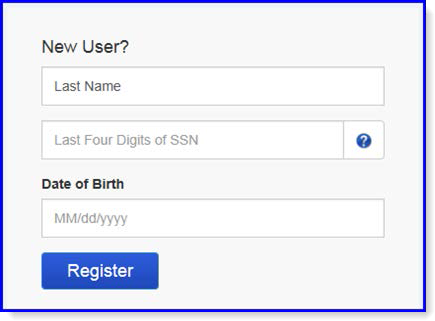 New User?
Last Name
Last Four Digits of SSN
?
Date of Birth
MM/dd/yyyy
Register